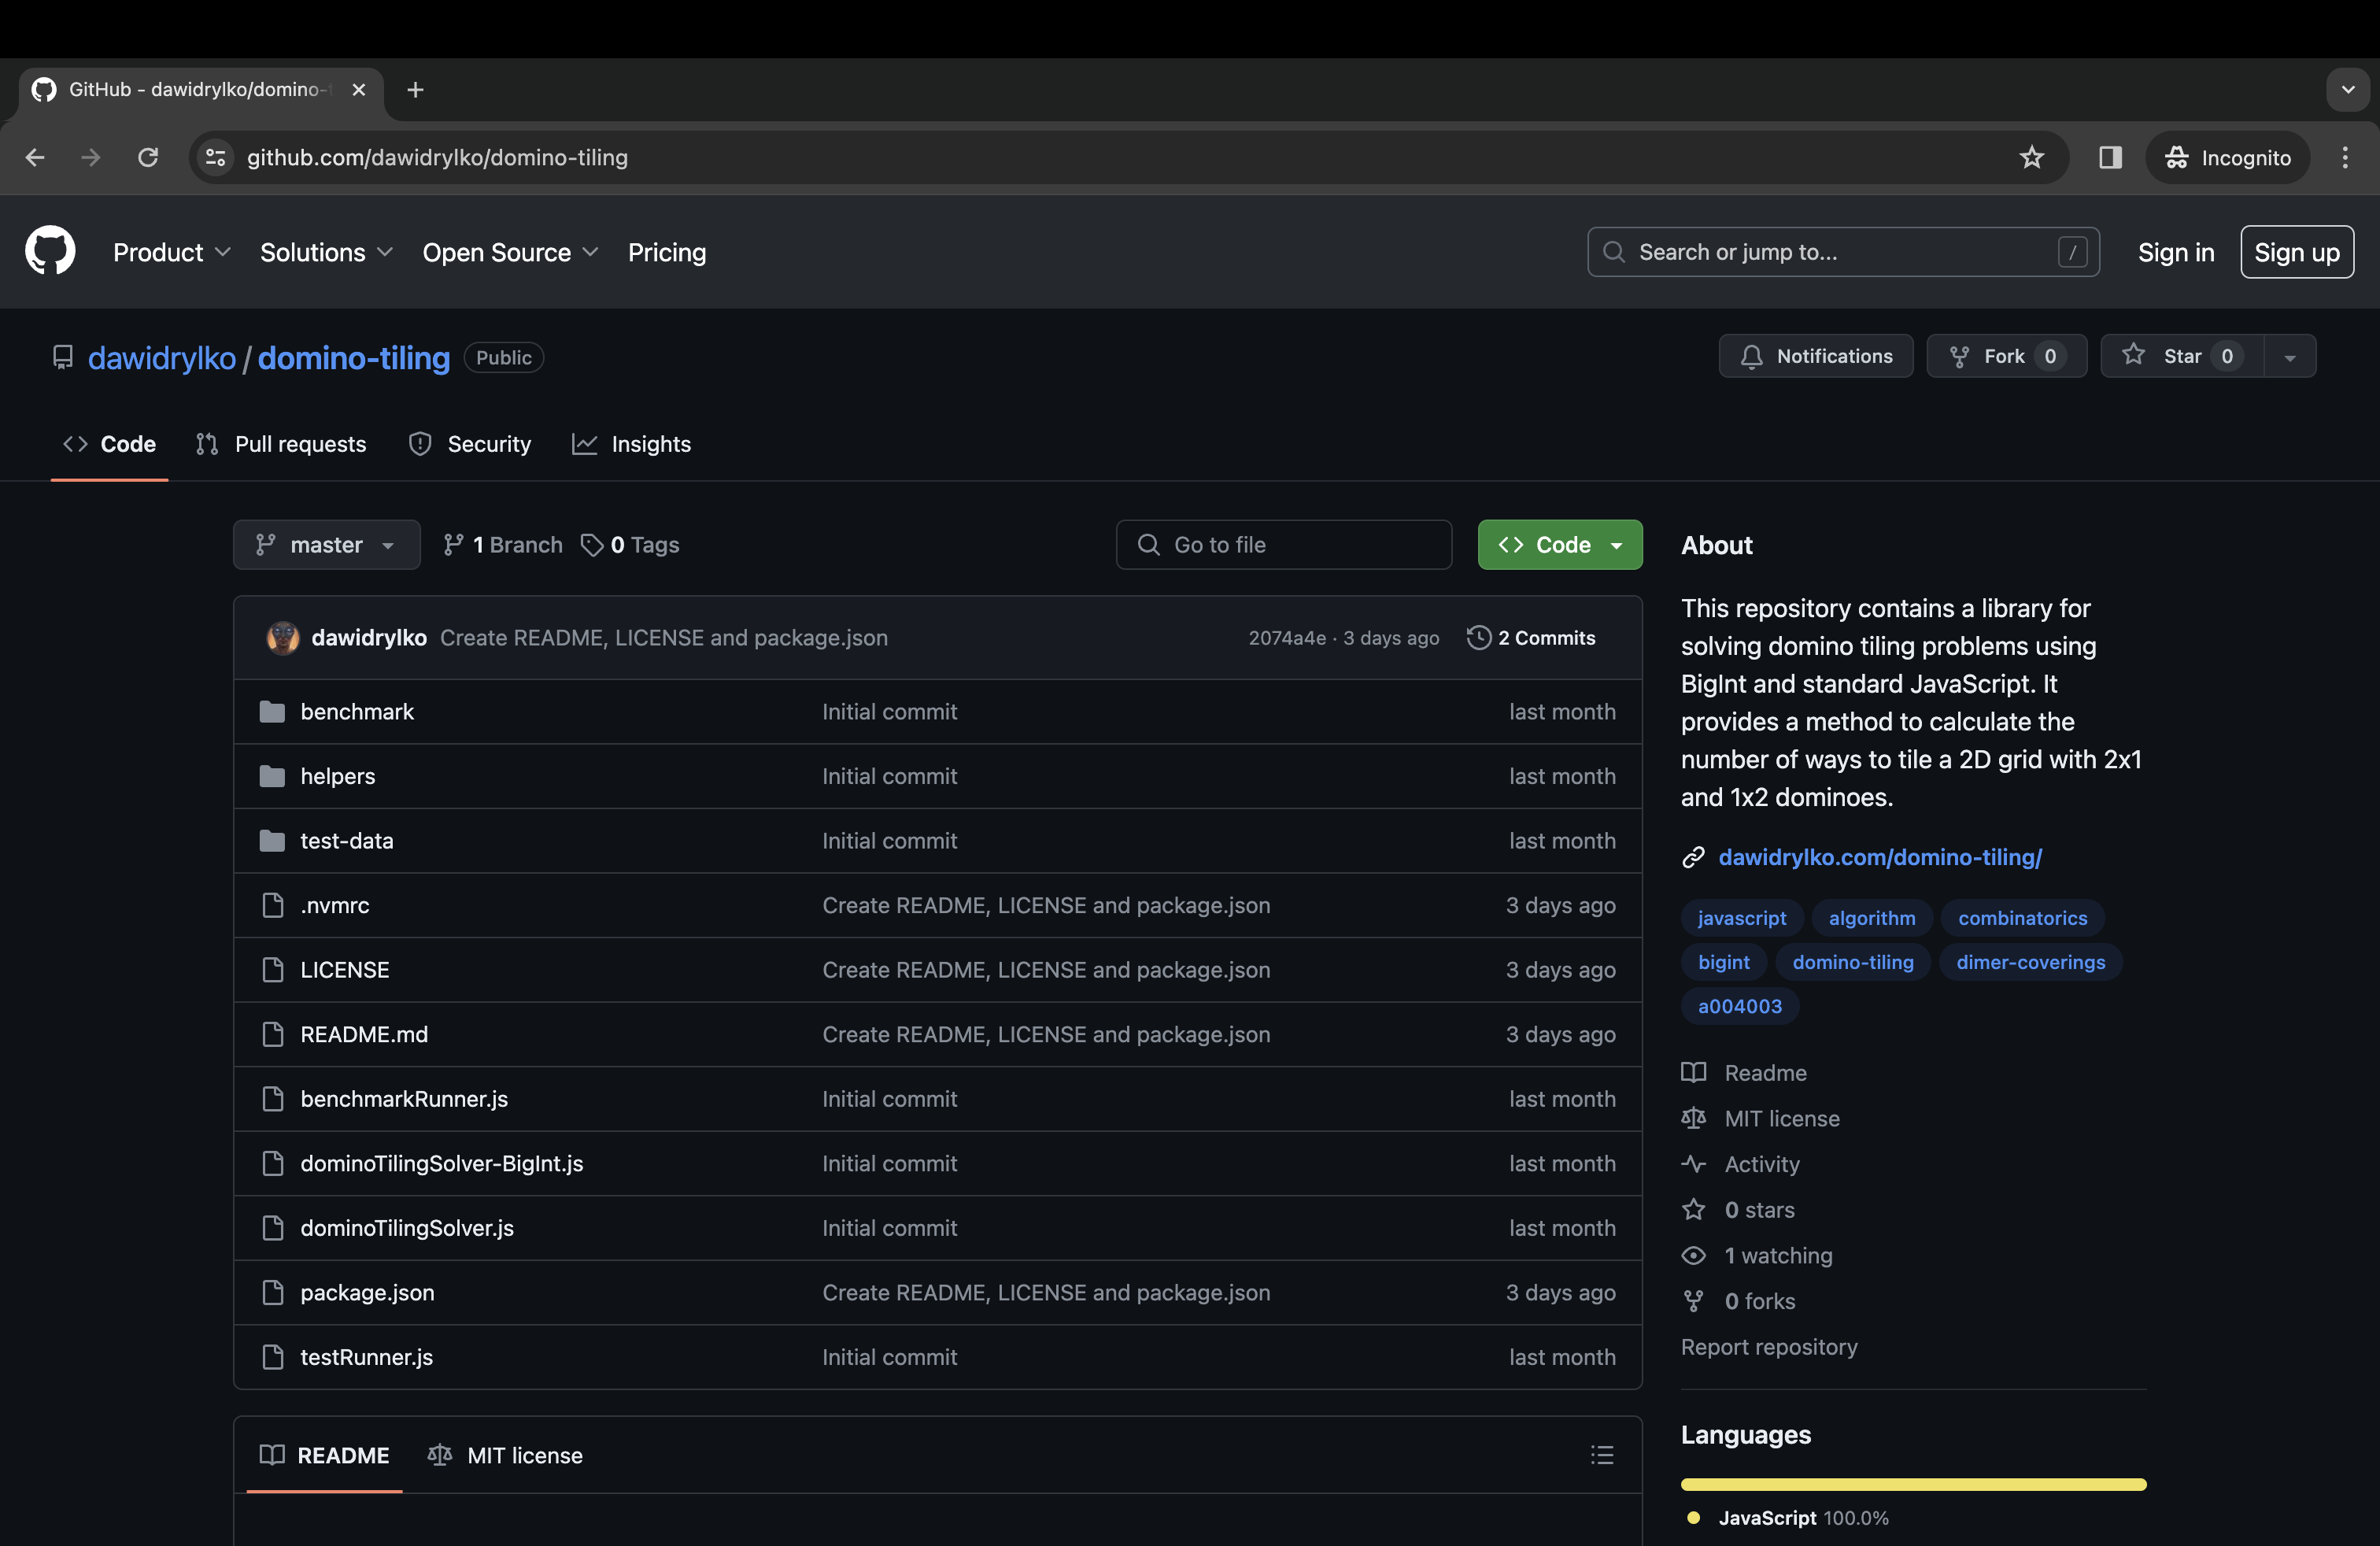 GitHub - dawidrylko/domino-t
github.com/dawidrylko/domino-tiling
Incognito
Product Solutions Open Source Pricing
Search or jump to... /
Sign in Sign up
dawidrylko / domino-tiling Public
Notifications Fork 0 Star 0
Code Pull requests Security Insights
master 1 Branch 0 Tags
Go to file Code
dawidrylko Create README, LICENSE and package.json 2074a4e · 3 days ago 2 Commits
benchmark Initial commit last month
helpers Initial commit last month
test-data Initial commit last month
.nvmrc Create README, LICENSE and package.json 3 days ago
LICENSE Create README, LICENSE and package.json 3 days ago
README.md Create README, LICENSE and package.json 3 days ago
benchmarkRunner.js Initial commit last month
dominoTilingSolver-BigInt.js Initial commit last month
dominoTilingSolver.js Initial commit last month
package.json Create README, LICENSE and package.json 3 days ago
testRunner.js Initial commit last month
README MIT license
About
This repository contains a library for
solving domino tiling problems using
BigInt and standard JavaScript. It
provides a method to calculate the
number of ways to tile a 2D grid with 2x1
and 1x2 dominoes.
dawidrylko.com/domino-tiling/
javascript algorithm combinatorics
bigint domino-tiling dimer-coverings
a004003
Readme
MIT license
Activity
0 stars
1 watching
0 forks
Report repository
Languages
JavaScript 100.0%